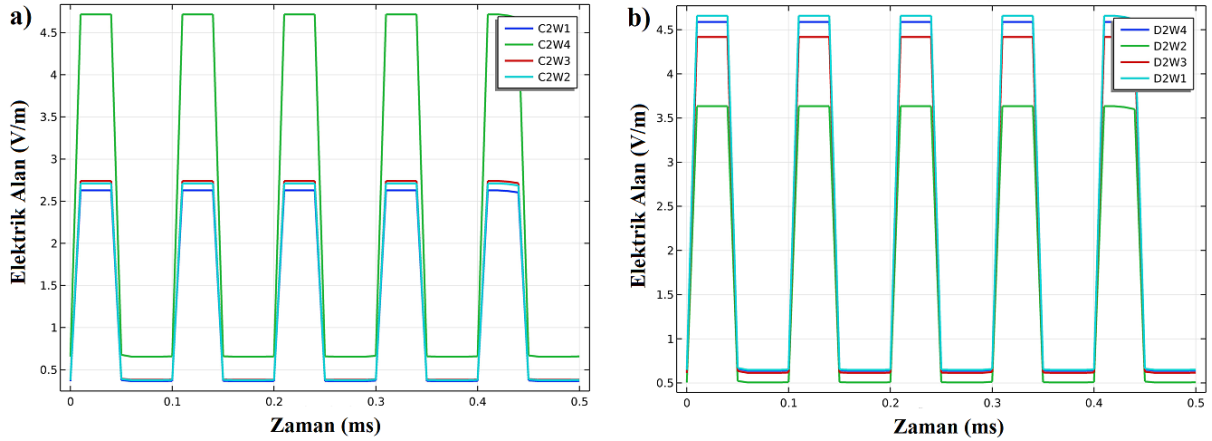 a)
C2W1
C2W4
C2W3
C2W2
4.5
4
3.5
3
2.5
2
1.5
1
0.5
0
0.1
0.2
0.3
0.4
0.5
Elektrik Alan (V/m)
Zaman (ms)
b)
D2W4
D2W2
D2W3
D2W1
4.5
4
3.5
3
2.5
2
1.5
1
0.5
0
0.1
0.2
0.3
0.4
0.5
Elektrik Alan (V/m)
Zaman (ms)